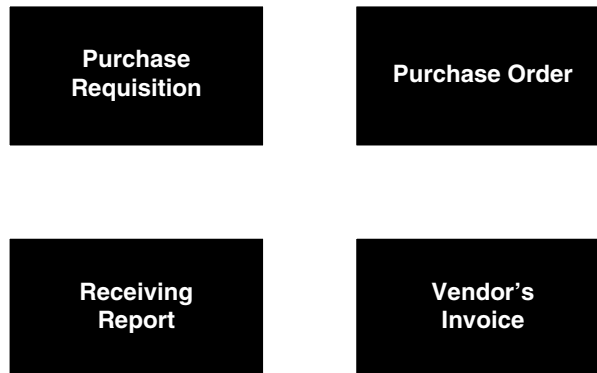 Purchase
Requisition
Purchase Order
Receiving
Report
Vendor’s
Invoice